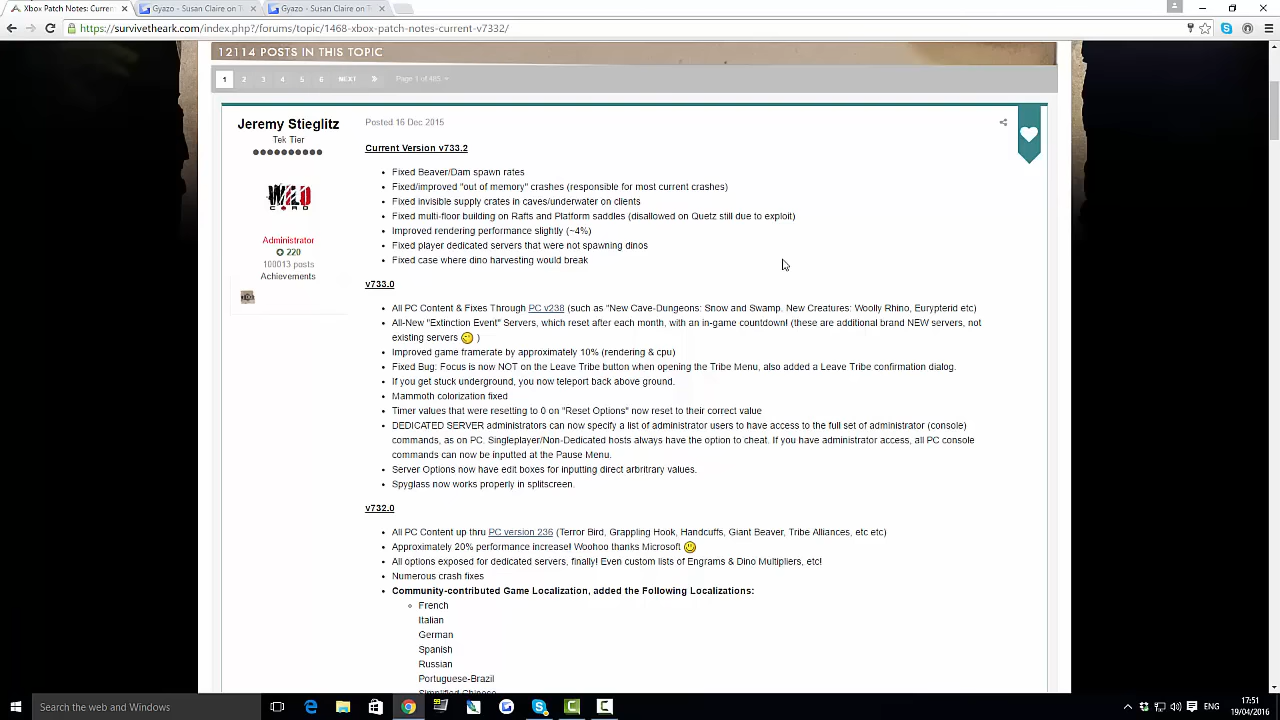 Xbox Patch Notes: Curren
Gyazo - Susan Claire on T
Gyazo - Susan Claire on T
https://survivetheark.com/index.php?/forums/topic/1468-xbox-patch-notes-current-v7332/
12114 POSTS IN THIS TOPIC
1 2 3 4 5 6 NEXT Page 1 of 485
Jeremy Stieglitz
Tek Tier
WILD
CARD
Administrator
220
100013 posts
Achievements
Posted 16 Dec 2015
Current Version v733.2
Fixed Beaver/Dam spawn rates
Fixed/improved "out of memory" crashes (responsible for most current crashes)
Fixed invisible supply crates in caves/underwater on clients
Fixed multi-floor building on Rafts and Platform saddles (disallowed on Quetz still due to exploit)
Improved rendering performance slightly (~4%)
Fixed player dedicated servers that were not spawning dinos
Fixed case where dino harvesting would break
v733.0
All PC Content & Fixes Through PC v238 (such as "New Cave-Dungeons: Snow and Swamp, New Creatures: Woolly Rhino, Eurypterid etc)
All-New "Extinction Event" Servers, which reset after each month, with an in-game countdown! (these are additional brand NEW servers, not
existing servers )
Improved game framerate by approximately 10% (rendering & cpu)
Fixed Bug: Focus is now NOT on the Leave Tribe button when opening the Tribe Menu, also added a Leave Tribe confirmation dialog.
If you get stuck underground, you now teleport back above ground.
Mammoth colorization fixed
Timer values that were resetting to 0 on "Reset Options" now reset to their correct value
DEDICATED SERVER administrators can now specify a list of administrator users to have access to the full set of administrator (console)
commands, as on PC. Singleplayer/Non-Dedicated hosts always have the option to cheat. If you have administrator access, all PC console
commands can now be inputted at the Pause Menu.
Server Options now have edit boxes for inputting direct arbritrary values.
Spyglass now works properly in splitscreen.
v732.0
All PC Content up thru PC version 236 (Terror Bird, Grappling Hook, Handcuffs, Giant Beaver, Tribe Alliances, etc etc)
Approximately 20% performance increase! Woohoo thanks Microsoft
All options exposed for dedicated servers, finally! Even custom lists of Engrams & Dino Multipliers, etc!
Numerous crash fixes
Community-contributed Game Localization, added the Following Localizations:
French
Italian
German
Spanish
Russian
Portuguese-Brazil
Simplified Chinese
Search the web and Windows
ENG
17:51
19/04/2016